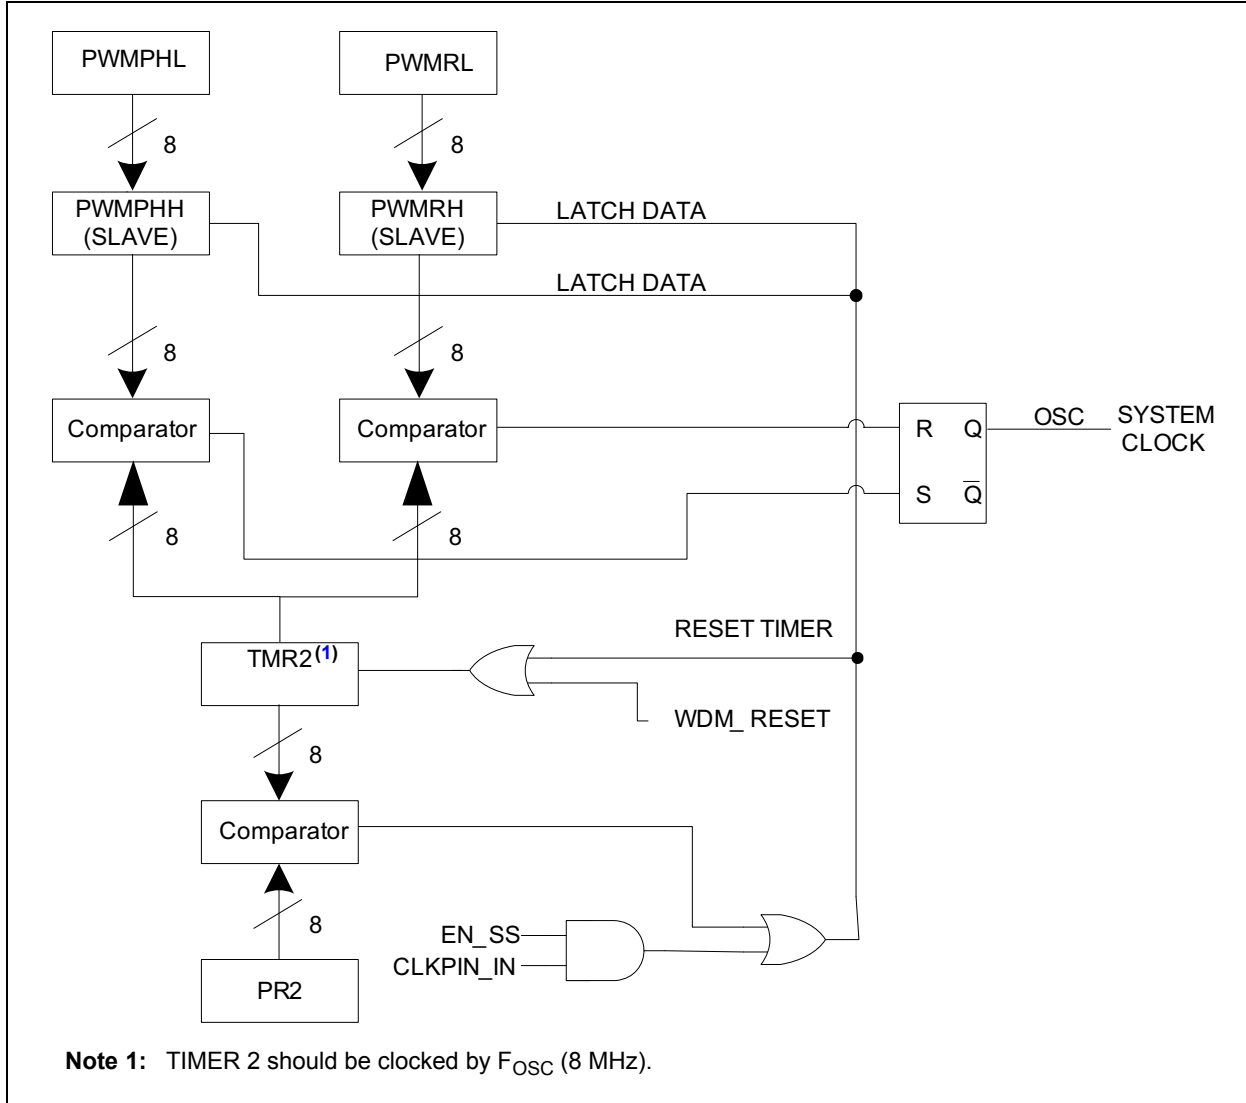 PWMPHL
PWMRL
8
8
PWMPHH
(SLAVE)
PWMRH
(SLAVE)
LATCH DATA
LATCH DATA
8
8
Comparator
Comparator
R Q
S Q̅
OSC
SYSTEM
CLOCK
8
8
RESET TIMER
TMR2(1)
WDM_ RESET
8
Comparator
8
EN_SS
CLKPIN_IN
PR2
Note 1: TIMER 2 should be clocked by FOSC (8 MHz).